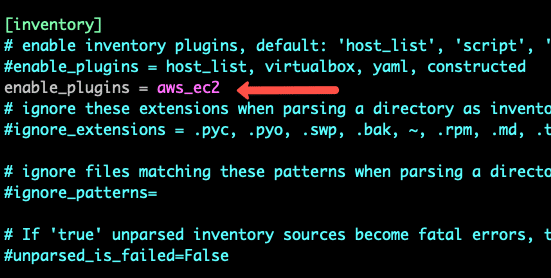 [inventory]
# enable inventory plugins, default: 'host_list', 'script', '
#enable_plugins = host_list, virtualbox, yaml, constructed
enable_plugins = aws_ec2
# ignore these extensions when parsing a directory as invento
#ignore_extensions = .pyc, .pyo, .swp, .bak, ~, .rpm, .md, .t
# ignore files matching these patterns when parsing a directo
#ignore_patterns=
# If 'true' unparsed inventory sources become fatal errors, t
#unparsed_is_failed=False